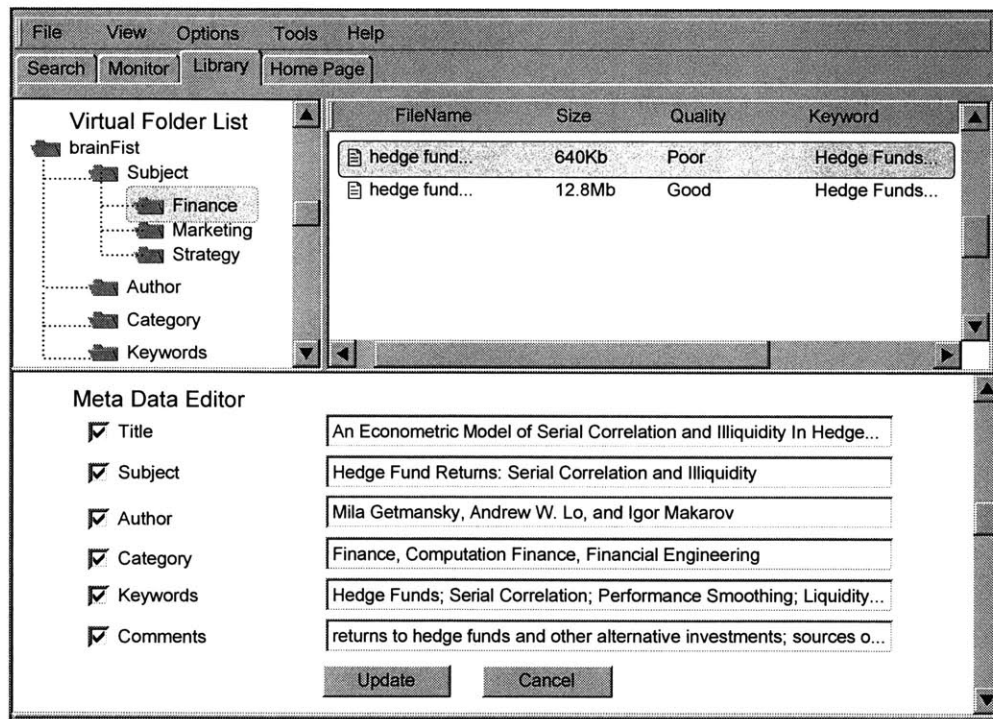 File View Options Tools Help
Search Monitor Library Home Page
Virtual Folder List
brainFist
Subject
Finance
Marketing
Strategy
Author
Category
Keywords
FileName Size Quality Keyword
hedge fund... 640Kb Poor Hedge Funds...
hedge fund... 12.8Mb Good Hedge Funds...
Meta Data Editor
Title An Econometric Model of Serial Correlation and Illiquidity In Hedge...
Subject Hedge Fund Returns: Serial Correlation and Illiquidity
Author Mila Getmansky, Andrew W. Lo, and Igor Makarov
Category Finance, Computation Finance, Financial Engineering
Keywords Hedge Funds; Serial Correlation; Performance Smoothing; Liquidity...
Comments returns to hedge funds and other alternative investments; sources o...
Update Cancel